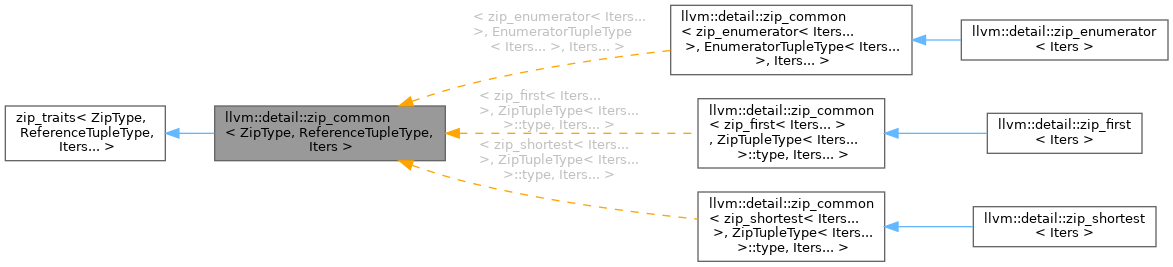 zip_traits< ZipType,
ReferenceTupleType,
Iters... >
llvm::detail::zip_common
< ZipType, ReferenceTupleType,
Iters >
< zip_enumerator< Iters...
>, EnumeratorTupleType
< Iters... >, Iters... >
< zip_first< Iters...
>, ZipTupleType< Iters...
>::type, Iters... >
< zip_shortest< Iters...
>, ZipTupleType< Iters...
>::type, Iters... >
llvm::detail::zip_common
< zip_enumerator< Iters...
>, EnumeratorTupleType< Iters...
>, Iters... >
llvm::detail::zip_enumerator
< Iters >
llvm::detail::zip_common
< zip_first< Iters... >
, ZipTupleType< Iters...
>::type, Iters... >
llvm::detail::zip_first
< Iters >
llvm::detail::zip_common
< zip_shortest< Iters...
>, ZipTupleType< Iters...
>::type, Iters... >
llvm::detail::zip_shortest
< Iters >